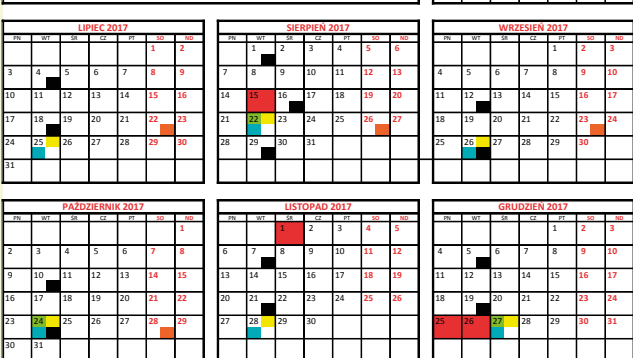 LIPIEC 2017
PN WT ŚR CZ PT SO ND
1 2
3 4 5 6 7 8 9
10 11 12 13 14 15 16
17 18 19 20 21 22 23
24 25 26 27 28 29 30
31
SIERPIEŃ 2017
PN WT ŚR CZ PT SO ND
1 2 3 4 5 6
7 8 9 10 11 12 13
14 15 16 17 18 19 20
21 22 23 24 25 26 27
28 29 30 31
WRZESIEŃ 2017
PN WT ŚR CZ PT SO ND
1 2 3
4 5 6 7 8 9 10
11 12 13 14 15 16 17
18 19 20 21 22 23 24
25 26 27 28 29 30
PAŹDZIERNIK 2017
PN WT ŚR CZ PT SO ND
1
2 3 4 5 6 7 8
9 10 11 12 13 14 15
16 17 18 19 20 21 22
23 24 25 26 27 28 29
30 31
LISTOPAD 2017
PN WT ŚR CZ PT SO ND
1 2 3 4 5
6 7 8 9 10 11 12
13 14 15 16 17 18 19
20 21 22 23 24 25 26
27 28 29 30
GRUDZIEŃ 2017
PN WT ŚR CZ PT SO ND
1 2 3
4 5 6 7 8 9 10
11 12 13 14 15 16 17
18 19 20 21 22 23 24
25 26 27 28 29 30 31